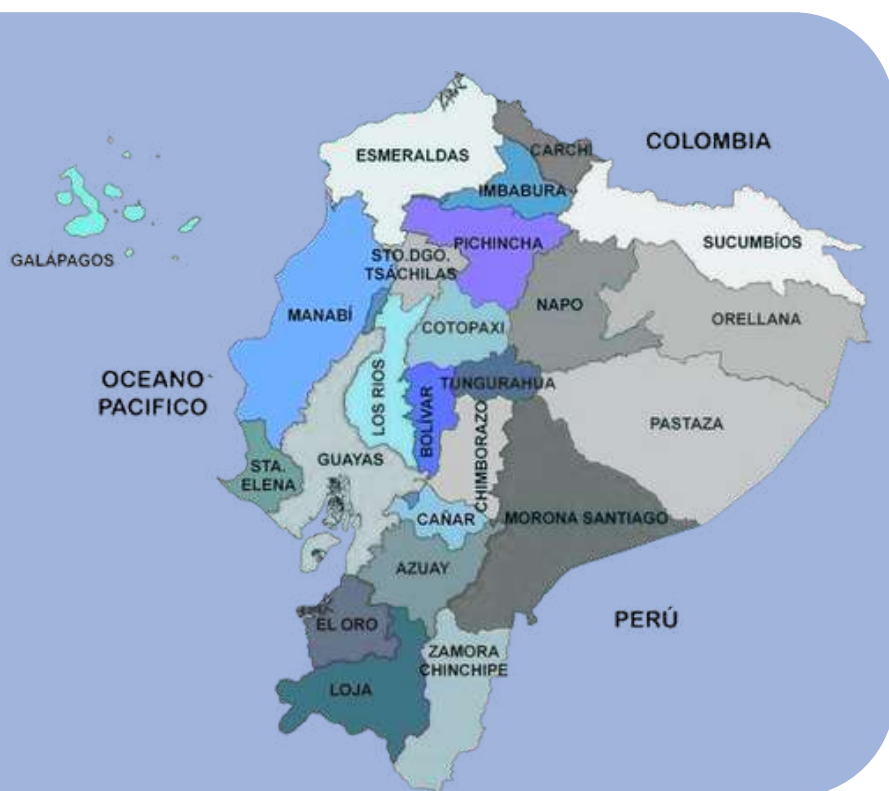 COLOMBIA
ESMERALDAS
CARCHI
IMBABURA
SUCUMBÍOS
PICHINCHA
GALÁPAGOS
STO.DGO.
TSÁCHILAS
NAPO
ORELLANA
MANABÍ
COTOPAXI
OCEANO
PACIFICO
TUNGURAHUA
LOS RIOS
BOLÍVAR
CHIMBORAZO
PASTAZA
GUAYAS
STA.
ELENA
CAÑAR
MORONA SANTIAGO
AZUAY
PERÚ
EL ORO
ZAMORA
CHINCHIPE
LOJA